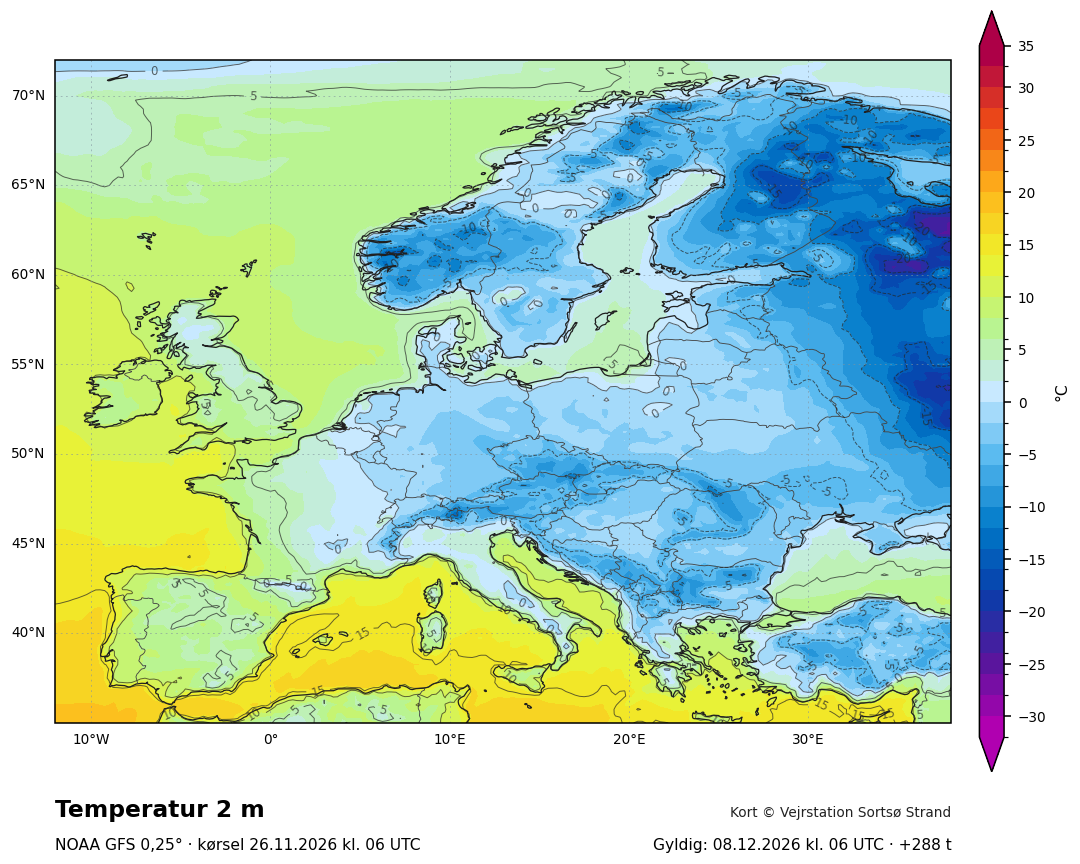 70°N
65°N
60°N
55°N
50°N
45°N
40°N
10°W
0°
10°E
20°E
30°E
35
30
25
20
15
10
5
0
−5
−10
−15
−20
−25
−30
°C
Temperatur 2 m
Kort © Vejrstation Sortsø Strand
NOAA GFS 0,25° · kørsel 26.11.2026 kl. 06 UTC
Gyldig: 08.12.2026 kl. 06 UTC · +288 t